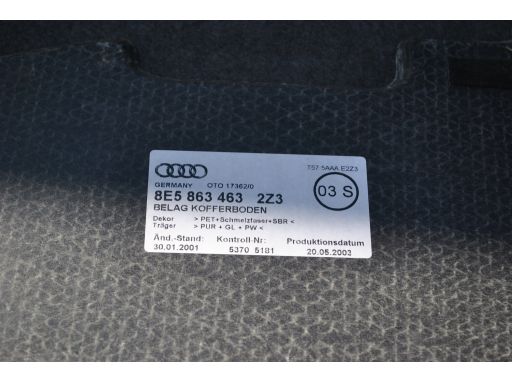 T57 5AAA E2Z3
GERMANY OTO 17362/0
8E5 863 463 2Z3
03 S
BELAG KOFFERBODEN
Dekor > PET+Schmelzfaser+SBR <
Träger > PUR + GL + PW <
Änd.-Stand: Kontroll-Nr: Produktionsdatum
30.01.2001 5370 5181 20.05.2003